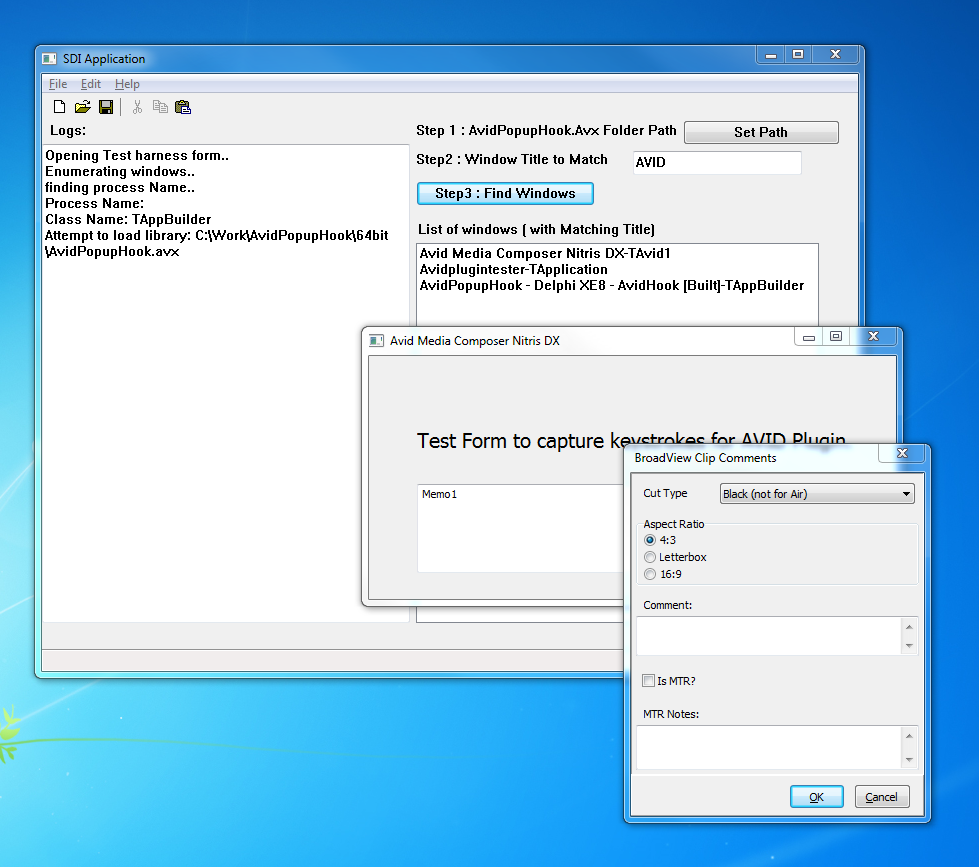 SDI Application
File Edit Help
Logs:
Opening Test harness form..
Enumerating windows..
finding process Name..
Process Name:
Class Name: TAppBuilder
Attempt to load library: C:\Work\AvidPopupHook\64bit
\AvidPopupHook.avx
Step 1 : AvidPopupHook.Avx Folder Path
Set Path
Step2 : Window Title to Match
AVID
Step3 : Find Windows
List of windows ( with Matching Title)
Avid Media Composer Nitris DX-TAvid1
Avidplugintester-TApplication
AvidPopupHook - Delphi XE8 - AvidHook [Built]-TAppBuilder
Avid Media Composer Nitris DX
Test Form to capture keystrokes for AVID Plugin
Memo1
BroadView Clip Comments
Cut Type
Black (not for Air)
Aspect Ratio
4:3
Letterbox
16:9
Comment:
Is MTR?
MTR Notes:
OK
Cancel